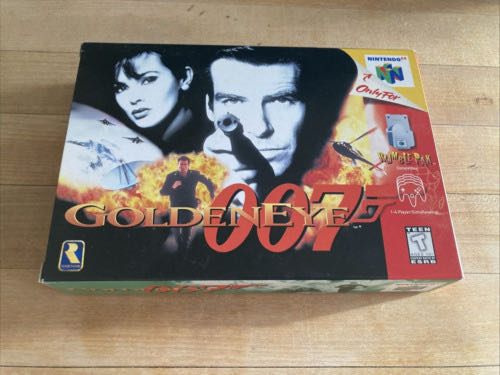 NINTENDO 64
N
Only For
RUMBLE PAK
GOLDENEYE
007
TEEN
T
ESRB